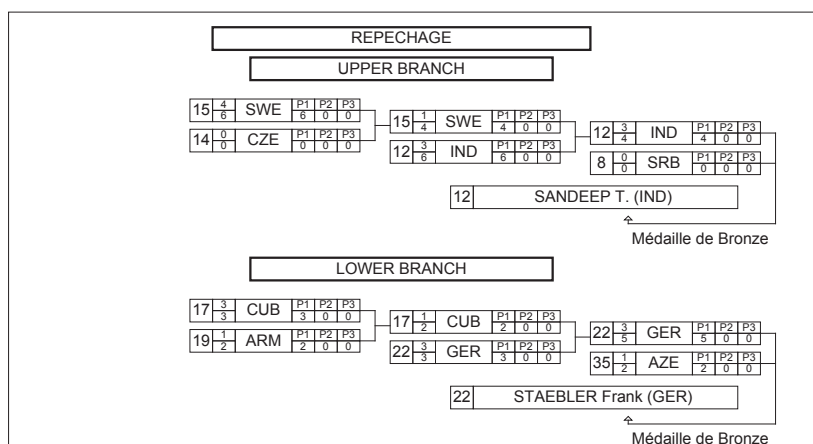 REPECHAGE
UPPER BRANCH
15 4 6 SWE P1 P2 P3 6 0 0
14 0 0 CZE P1 P2 P3 0 0 0
15 1 4 SWE P1 P2 P3 4 0 0
12 3 6 IND P1 P2 P3 6 0 0
12 3 4 IND P1 P2 P3 4 0 0
8 0 0 SRB P1 P2 P3 0 0 0
12 SANDEEP T. (IND)
Médaille de Bronze
LOWER BRANCH
17 3 3 CUB P1 P2 P3 3 0 0
19 1 2 ARM P1 P2 P3 2 0 0
17 1 2 CUB P1 P2 P3 2 0 0
22 3 3 GER P1 P2 P3 3 0 0
22 3 5 GER P1 P2 P3 5 0 0
35 1 2 AZE P1 P2 P3 2 0 0
22 STAEBLER Frank (GER)
Médaille de Bronze